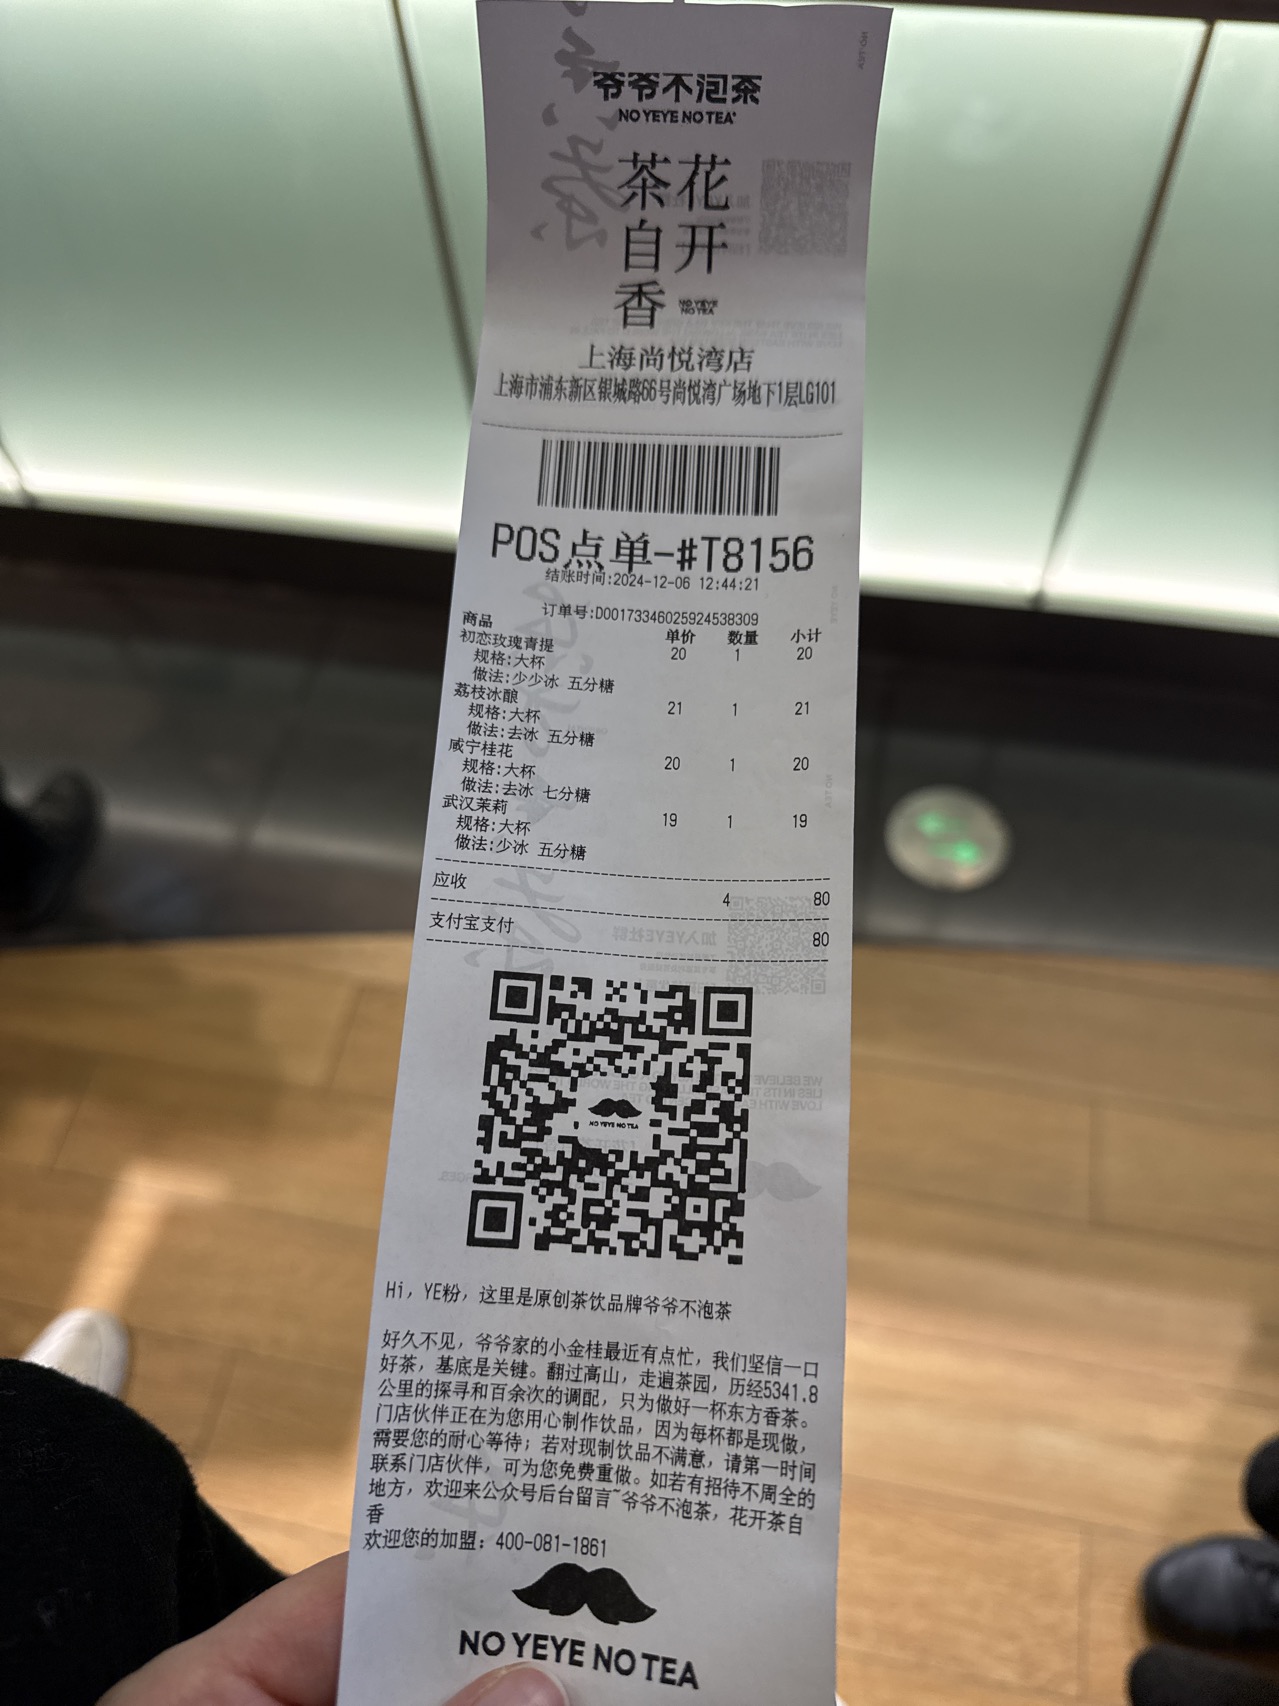 爷爷不泡茶
NO YEYE NO TEA
花开
茶自香
NO YEYE
NO TEA
上海尚悦湾店
上海市浦东新区银城路66号尚悦湾广场地下1层LG101
POS点单-#T8156
结账时间:2024-12-06 12:44:21
订单号:D00173346025924538309
商品 单价 数量 小计
初恋玫瑰青提 20 1 20
规格:大杯
做法:少少冰 五分糖
荔枝冰酿 21 1 21
规格:大杯
做法:去冰 五分糖
咸宁桂花 20 1 20
规格:大杯
做法:去冰 七分糖
武汉茉莉 19 1 19
规格:大杯
做法:少冰 五分糖
应收 4 80
支付宝支付 80
NO YEYE NO TEA
Hi, YE粉, 这里是原创茶饮品牌爷爷不泡茶
好久不见, 爷爷家的小金桂最近有点忙, 我们坚信一口
好茶, 基底是关键。翻过高山, 走遍茶园, 历经5341.8
公里的探寻和百余次的调配, 只为做好一杯东方香茶。
门店伙伴正在为您用心制作饮品, 因为每杯都是现做,
需要您的耐心等待; 若对现制饮品不满意, 请第一时间
联系门店伙伴, 可为您免费重做。如若有招待不周全的
地方, 欢迎来公众号后台留言~爷爷不泡茶, 花开茶自
香
欢迎您的加盟: 400-081-1861
NO YEYE NO TEA